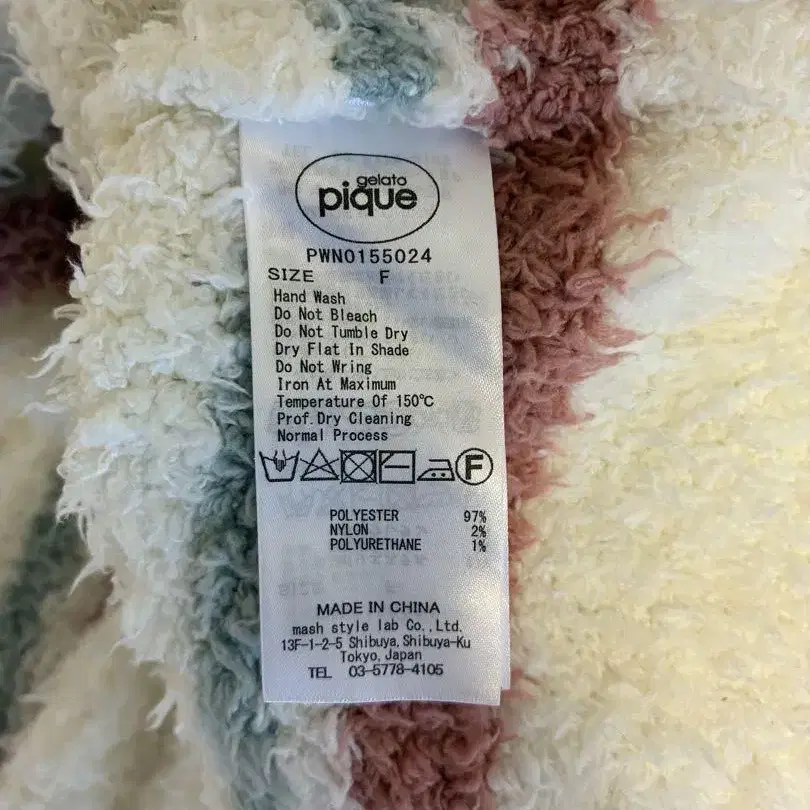 gelato
pique
PWNO155024
SIZE F
Hand Wash
Do Not Bleach
Do Not Tumble Dry
Dry Flat In Shade
Do Not Wring
Iron At Maximum
Temperature Of 150℃
Prof.Dry Cleaning
Normal Process
F
POLYESTER 97%
NYLON 2%
POLYURETHANE 1%
MADE IN CHINA
mash style lab Co.,Ltd.
13F-1-2-5 Shibuya,Shibuya-Ku
Tokyo,Japan
TEL 03-5778-4105